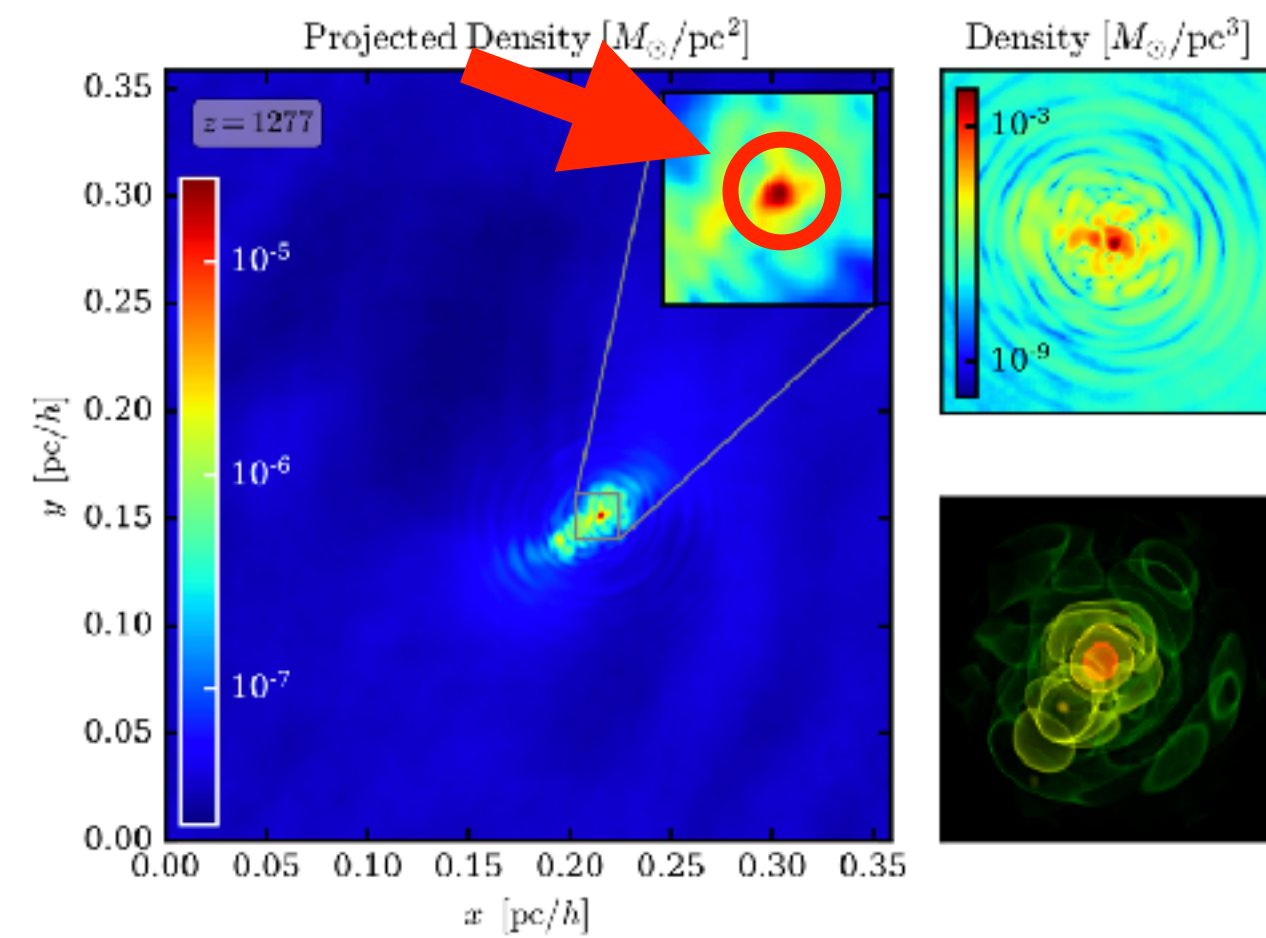 Projected Density [M☉/pc²]
Density [M☉/pc³]
z = 1277
10⁻⁵
10⁻⁶
10⁻⁷
10⁻³
10⁻⁹
0.35
0.30
0.25
0.20
0.15
0.10
0.05
0.00
y [pc/h]
0.00 0.05 0.10 0.15 0.20 0.25 0.30 0.35
x [pc/h]